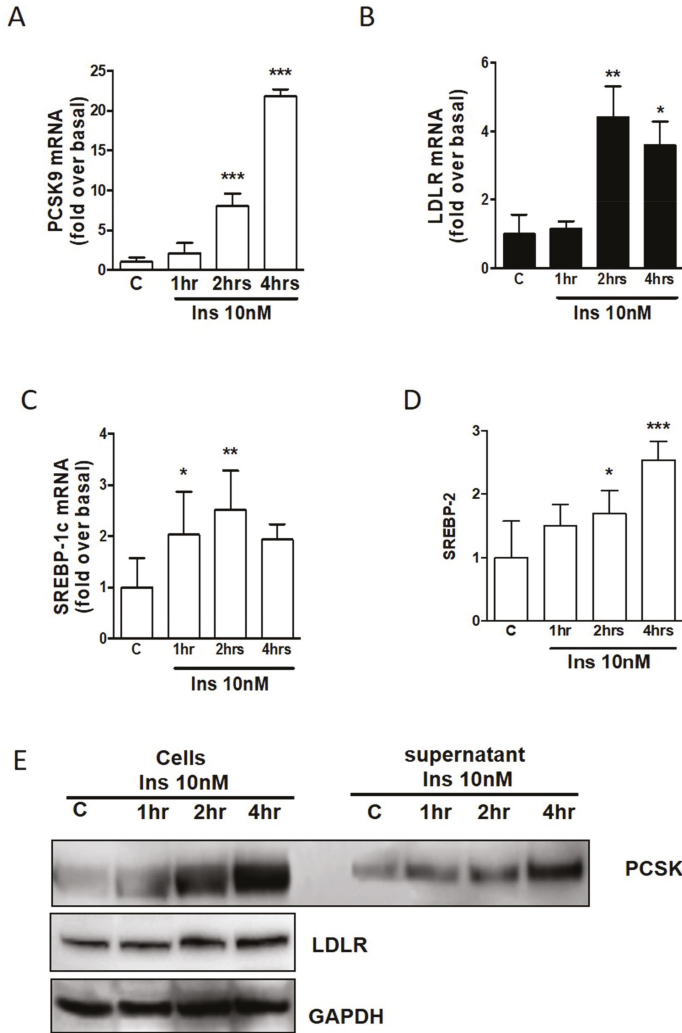 A
PCSK9 mRNA
(fold over basal)
25
20
15
10
5
0
***
***
C 1hr 2hrs 4hrs
Ins 10nM
B
LDLR mRNA
(fold over basal)
6
4
2
0
**
*
C 1hr 2hrs 4hrs
Ins 10nM
C
SREBP-1c mRNA
(fold over basal)
4
3
2
1
0
*
**
C 1hr 2hrs 4hrs
Ins 10nM
D
SREBP-2
3
2
1
0
*
***
C 1hr 2hrs 4hrs
Ins 10nM
E
Cells
Ins 10nM
C 1hr 2hr 4hr
supernatant
Ins 10nM
C 1hr 2hr 4hr
PCSK
LDLR
GAPDH